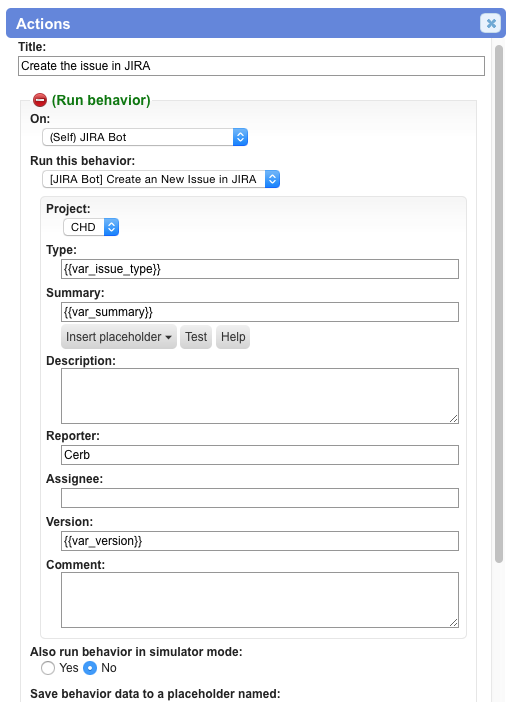 Actions
Title:
Create the issue in JIRA
(Run behavior)
On:
(Self) JIRA Bot
Run this behavior:
[JIRA Bot] Create an New Issue in JIRA
Project:
CHD
Type:
{{var_issue_type}}
Summary:
{{var_summary}}
Insert placeholder Test Help
Description:
Reporter:
Cerb
Assignee:
Version:
{{var_version}}
Comment:
Also run behavior in simulator mode:
Yes No
Save behavior data to a placeholder named: